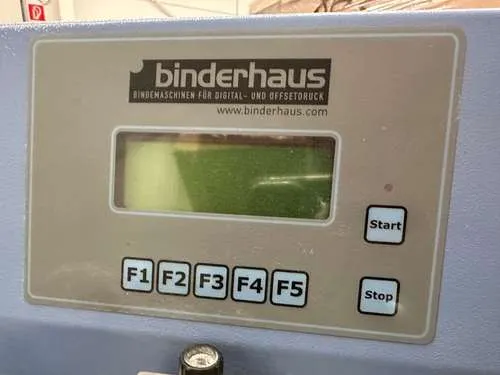 binderhaus
BINDEMASCHINEN FÜR DIGITAL- UND OFFSETDRUCK
www.binderhaus.com
Start
F1 F2 F3 F4 F5
Stop